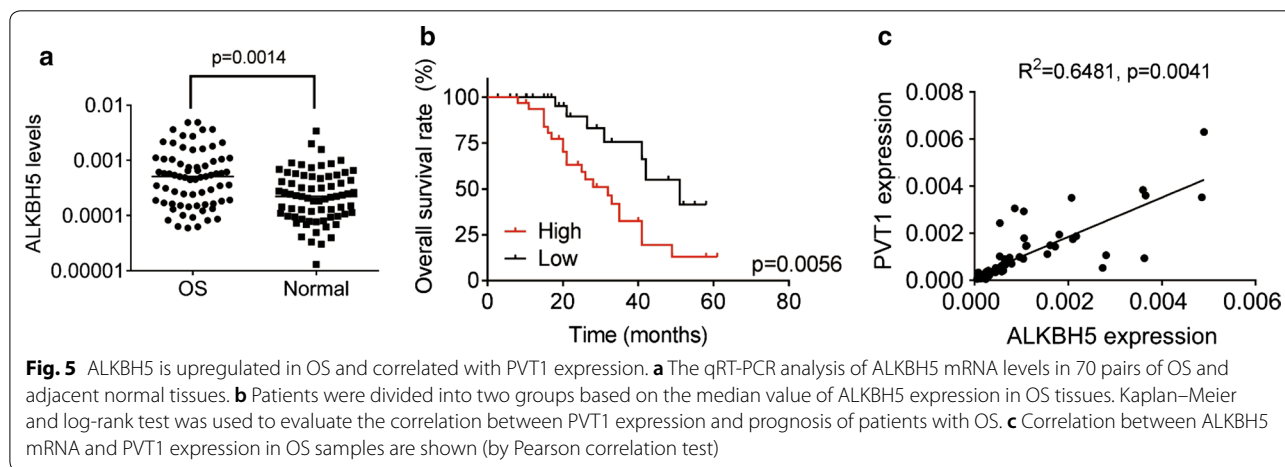 a
p=0.0014
ALKBH5 levels
0.01
0.001
0.0001
0.00001
OS
Normal
b
Overall survival rate (%)
100
75
50
25
0
High
Low
p=0.0056
0
20
40
60
80
Time (months)
c
R²=0.6481, p=0.0041
PVT1 expression
0.008
0.006
0.004
0.002
0.000
0.000
0.002
0.004
0.006
ALKBH5 expression
Fig. 5 ALKBH5 is upregulated in OS and correlated with PVT1 expression. a The qRT-PCR analysis of ALKBH5 mRNA levels in 70 pairs of OS and
adjacent normal tissues. b Patients were divided into two groups based on the median value of ALKBH5 expression in OS tissues. Kaplan–Meier
and log-rank test was used to evaluate the correlation between PVT1 expression and prognosis of patients with OS. c Correlation between ALKBH5
mRNA and PVT1 expression in OS samples are shown (by Pearson correlation test)